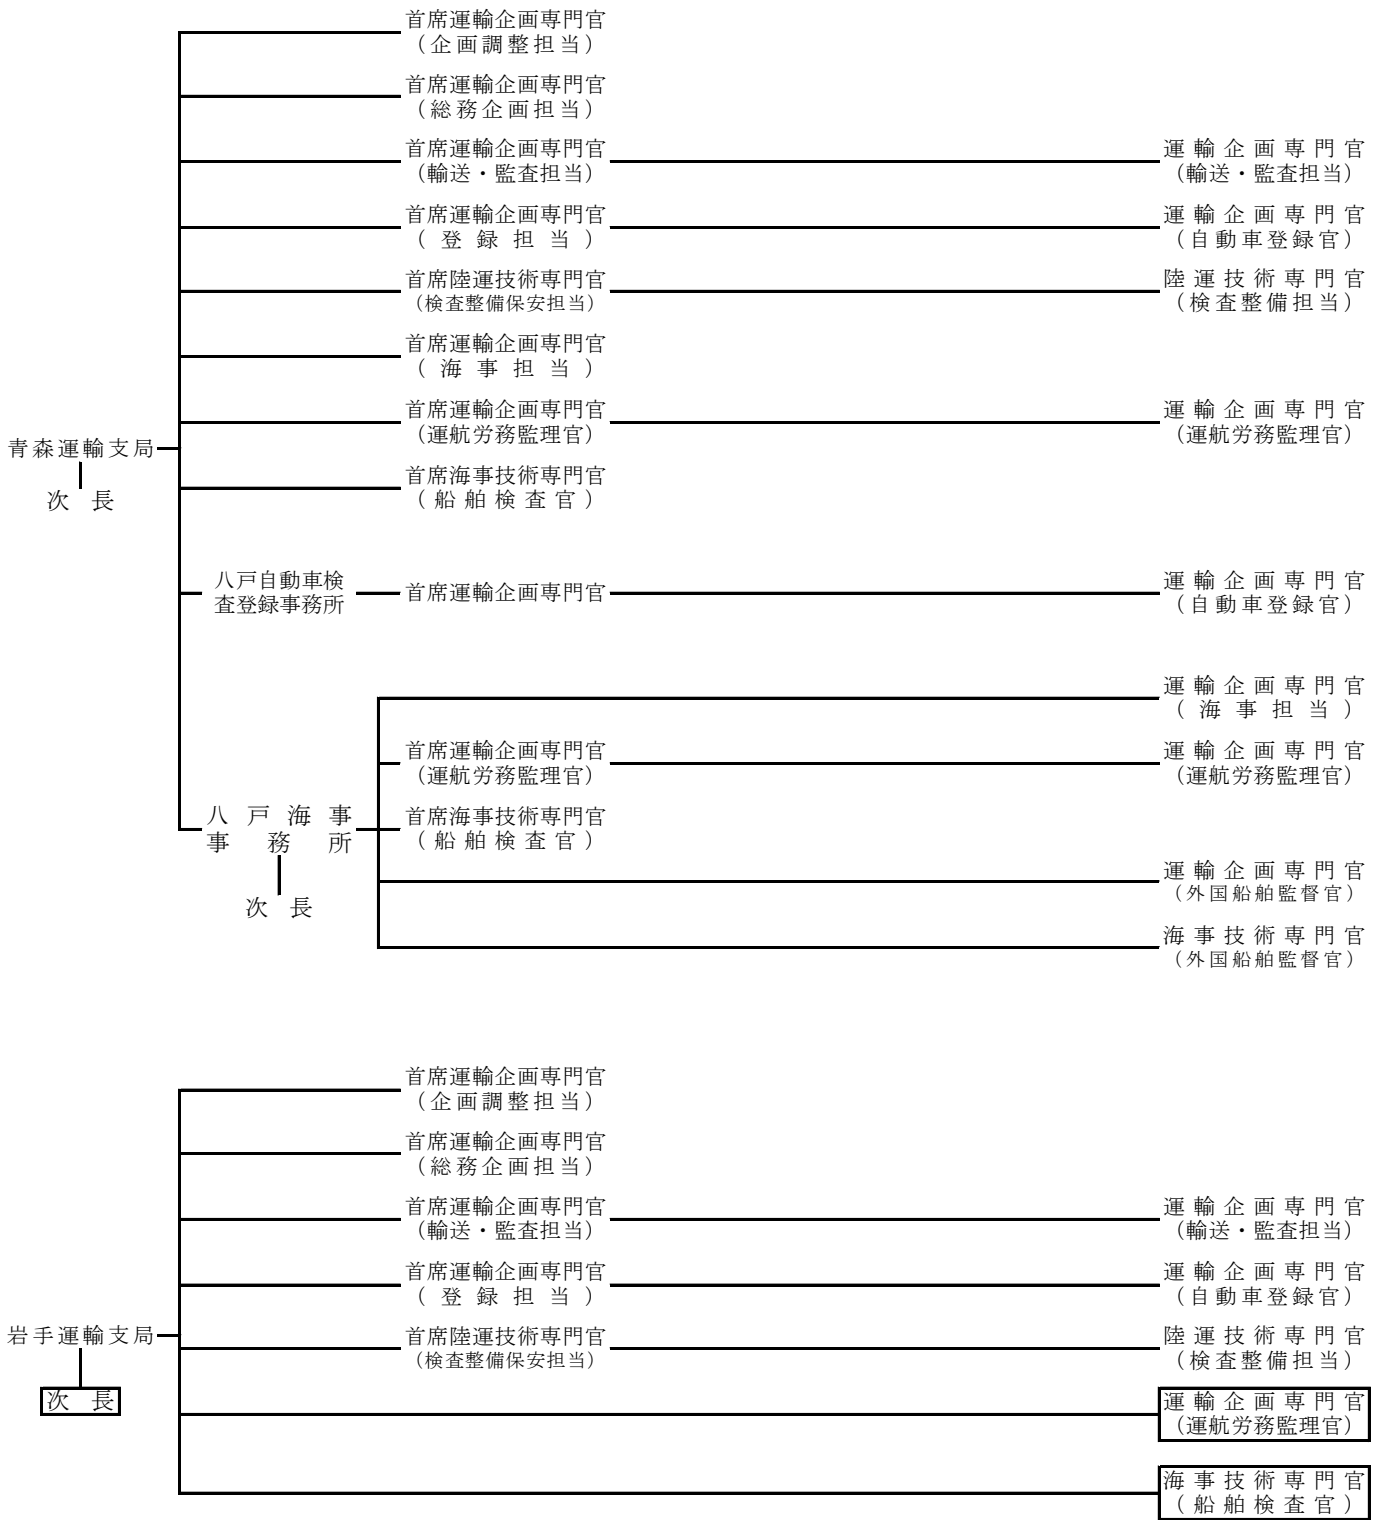 首席運輸企画専門官
（企画調整担当）
首席運輸企画専門官
（総務企画担当）
首席運輸企画専門官
（輸送・監査担当）
運輸企画専門官
（輸送・監査担当）
首席運輸企画専門官
（登録担当）
運輸企画専門官
（自動車登録官）
首席陸運技術専門官
（検査整備保安担当）
陸運技術専門官
（検査整備担当）
首席運輸企画専門官
（海事担当）
首席運輸企画専門官
（運航労務監理官）
運輸企画専門官
（運航労務監理官）
青森運輸支局
次長
首席海事技術専門官
（船舶検査官）
八戸自動車検
査登録事務所
首席運輸企画専門官
運輸企画専門官
（自動車登録官）
運輸企画専門官
（海事担当）
首席運輸企画専門官
（運航労務監理官）
運輸企画専門官
（運航労務監理官）
八戸海事
事務所
次長
首席海事技術専門官
（船舶検査官）
運輸企画専門官
（外国船舶監督官）
海事技術専門官
（外国船舶監督官）
首席運輸企画専門官
（企画調整担当）
首席運輸企画専門官
（総務企画担当）
首席運輸企画専門官
（輸送・監査担当）
運輸企画専門官
（輸送・監査担当）
首席運輸企画専門官
（登録担当）
運輸企画専門官
（自動車登録官）
岩手運輸支局
次長
首席陸運技術専門官
（検査整備保安担当）
陸運技術専門官
（検査整備担当）
運輸企画専門官
（運航労務監理官）
海事技術専門官
（船舶検査官）